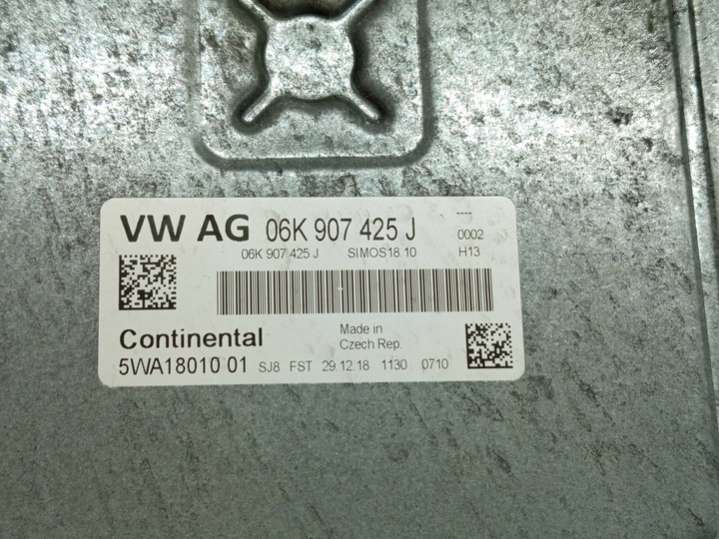 VW AG 06K 907 425 J ----
0002
06K 907 425 J SIMOS18.10 H13
Continental
Made in
Czech Rep.
5WA18010 01 SJ8 FST 29.12.18 1130 0710